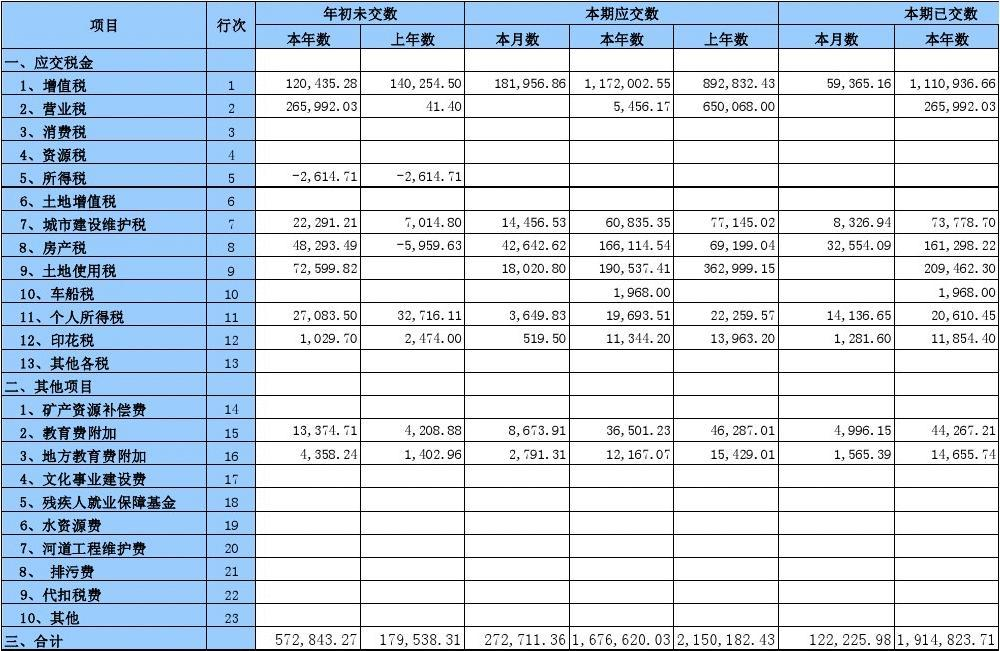 项目 行次 年初未交数 本期应交数 本期已交数
本年数 上年数 本月数 本年数 上年数 本月数 本年数
一、应交税金
1、增值税 1 120,435.28 140,254.50 181,956.86 1,172,002.55 892,832.43 59,365.16 1,110,936.66
2、营业税 2 265,992.03 41.40 5,456.17 650,068.00 265,992.03
3、消费税 3
4、资源税 4
5、所得税 5 -2,614.71 -2,614.71
6、土地增值税 6
7、城市建设维护税 7 22,291.21 7,014.80 14,456.53 60,835.35 77,145.02 8,326.94 73,778.70
8、房产税 8 48,293.49 -5,959.63 42,642.62 166,114.54 69,199.04 32,554.09 161,298.22
9、土地使用税 9 72,599.82 18,020.80 190,537.41 362,999.15 209,462.30
10、车船税 10 1,968.00 1,968.00
11、个人所得税 11 27,083.50 32,716.11 3,649.83 19,693.51 22,259.57 14,136.65 20,610.45
12、印花税 12 1,029.70 2,474.00 519.50 11,344.20 13,963.20 1,281.60 11,854.40
13、其他各税 13
二、其他项目
1、矿产资源补偿费 14
2、教育费附加 15 13,374.71 4,208.88 8,673.91 36,501.23 46,287.01 4,996.15 44,267.21
3、地方教育费附加 16 4,358.24 1,402.96 2,791.31 12,167.07 15,429.01 1,565.39 14,655.74
4、文化事业建设费 17
5、残疾人就业保障基金 18
6、水资源费 19
7、河道工程维护费 20
8、 排污费 21
9、代扣税费 22
10、其他 23
三、合计 572,843.27 179,538.31 272,711.36 1,676,620.03 2,150,182.43 122,225.98 1,914,823.71